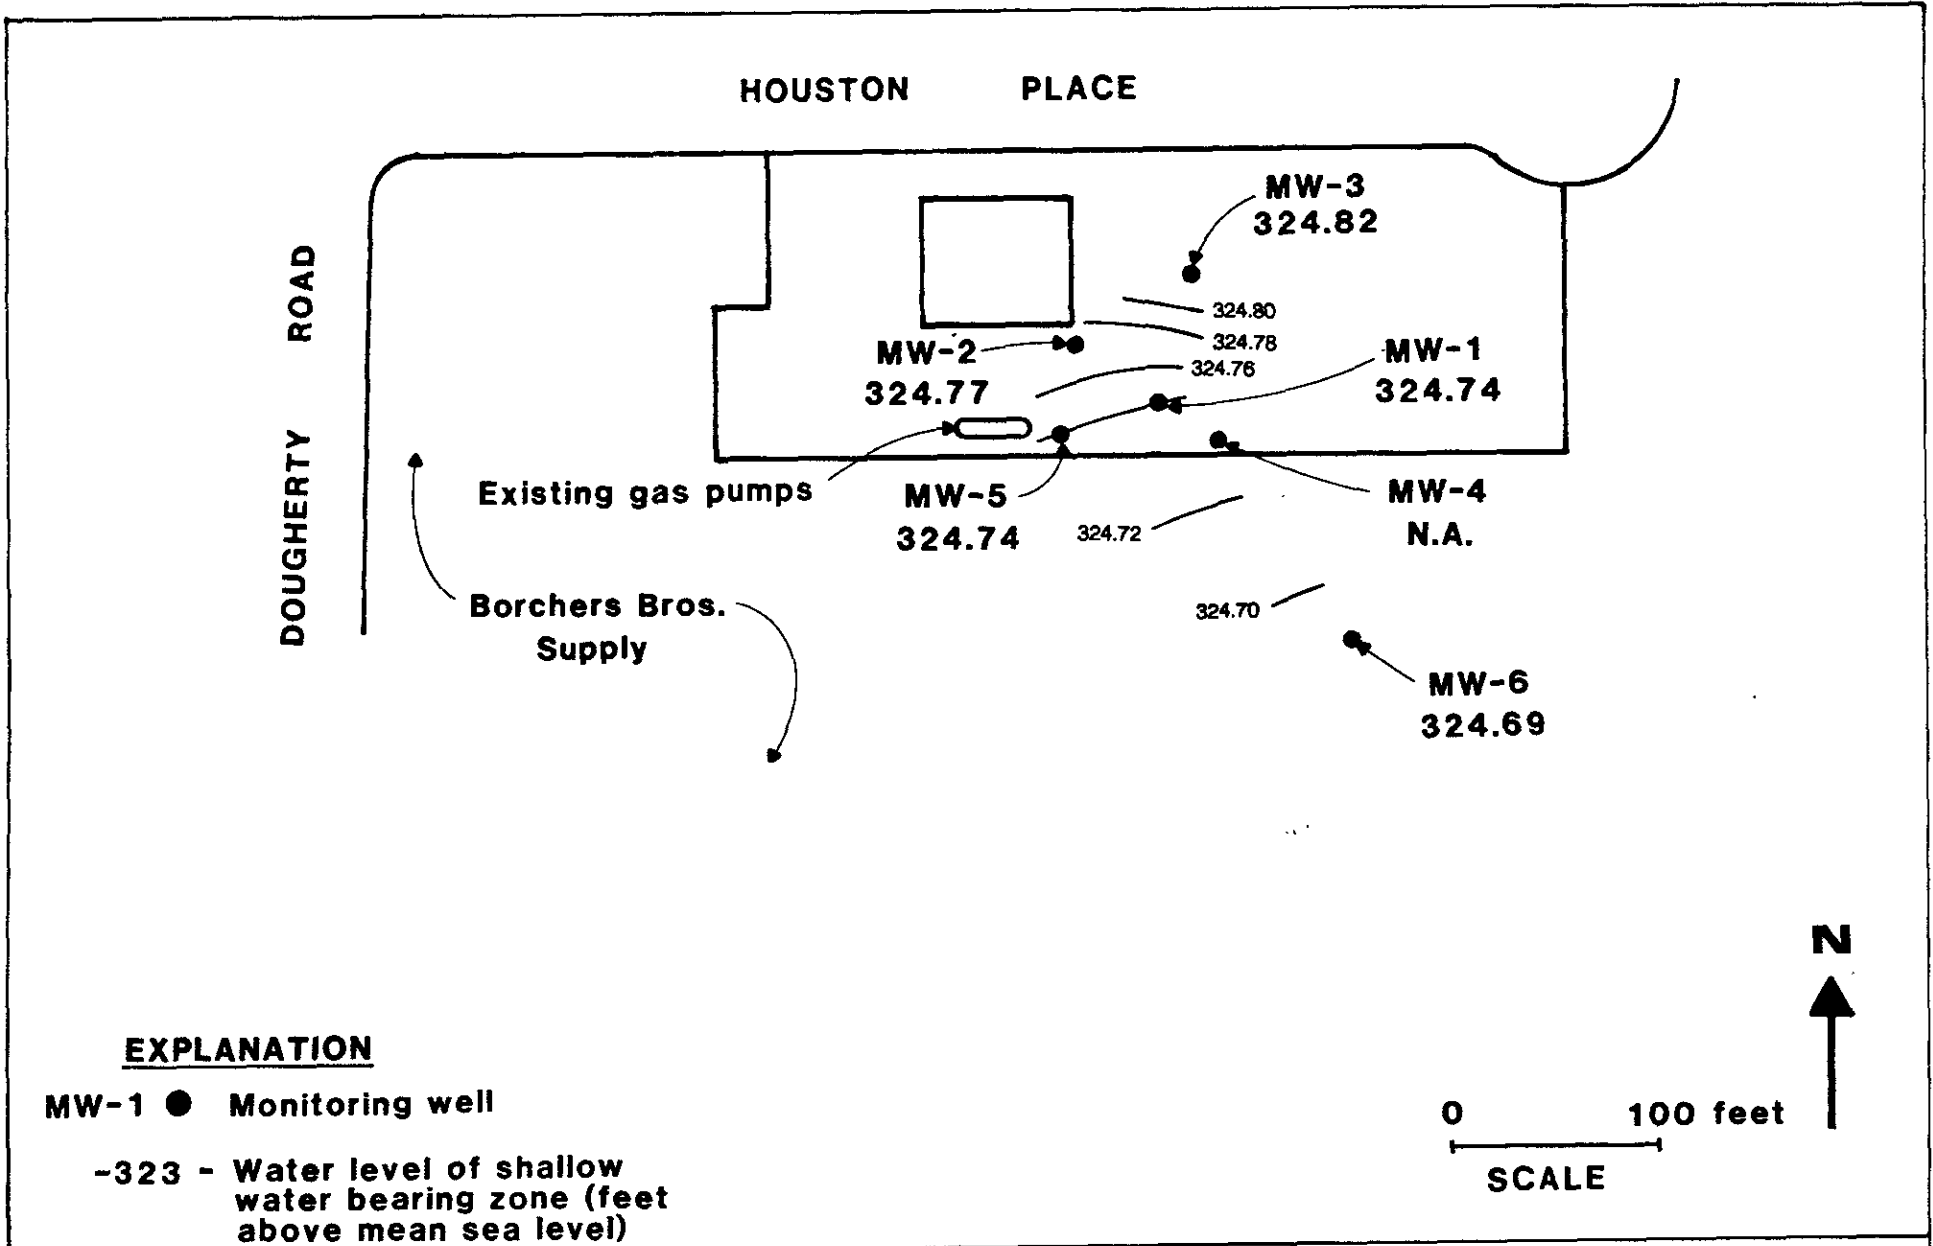 HOUSTON PLACE
MW-3
324.82
DOUGHERTY ROAD
324.80
324.78
324.76
MW-2
324.77
MW-1
324.74
Existing gas pumps
MW-5
324.74
MW-4
N.A.
324.72
Borchers Bros.
Supply
324.70
MW-6
324.69
N
EXPLANATION
MW-1 ● Monitoring well
-323 - Water level of shallow
water bearing zone (feet
above mean sea level)
0 100 feet
SCALE